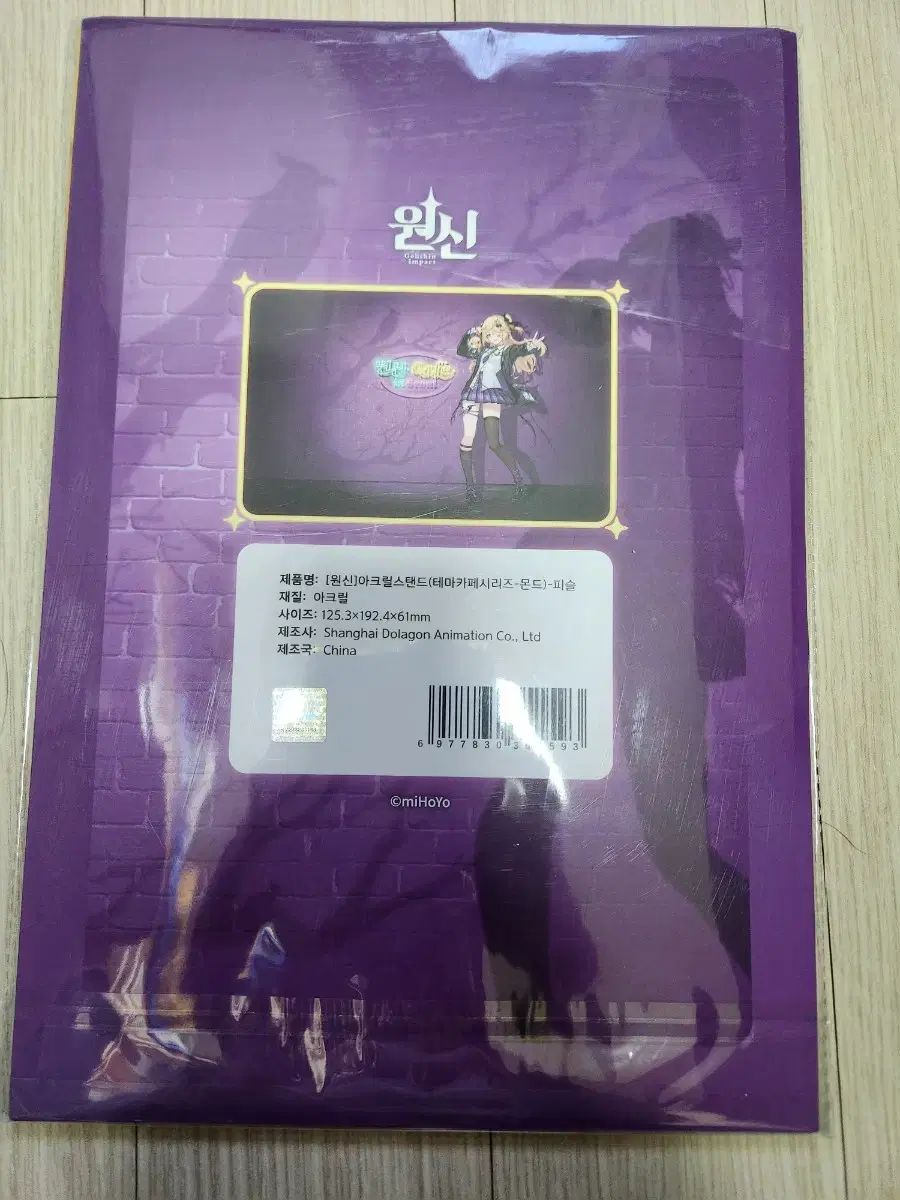 원신
Genshin
Impact
제품명: [원신]아크릴스탠드(테마카페시리즈-몬드)-피슬
재질: 아크릴
사이즈: 125.3×192.4×61mm
제조사: Shanghai Dolagon Animation Co., Ltd
제조국: China
©miHoYo